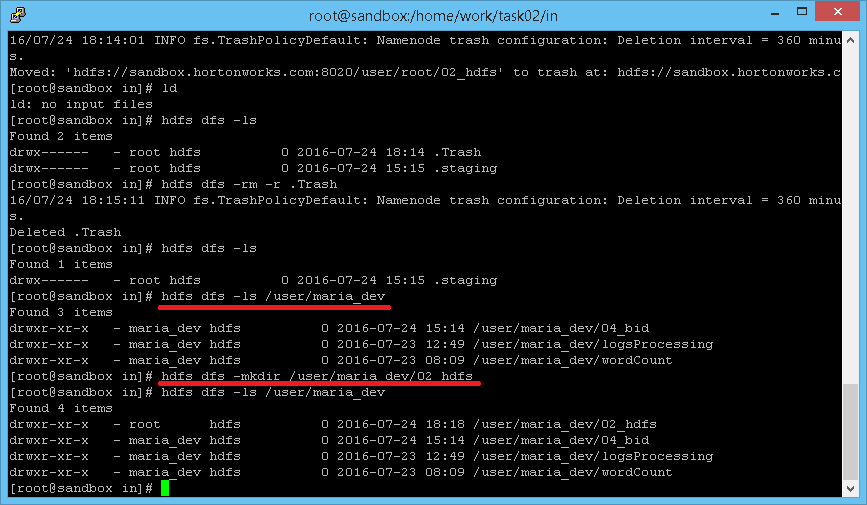 root@sandbox:/home/work/task02/in
16/07/24 18:14:01 INFO fs.TrashPolicyDefault: Namenode trash configuration: Deletion interval = 360 minu
s.
Moved: 'hdfs://sandbox.hortonworks.com:8020/user/root/02_hdfs' to trash at: hdfs://sandbox.hortonworks.c
[root@sandbox in]# ld
ld: no input files
[root@sandbox in]# hdfs dfs -ls
Found 2 items
drwx------   - root hdfs          0 2016-07-24 18:14 .Trash
drwx------   - root hdfs          0 2016-07-24 15:15 .staging
[root@sandbox in]# hdfs dfs -rm -r .Trash
16/07/24 18:15:11 INFO fs.TrashPolicyDefault: Namenode trash configuration: Deletion interval = 360 minu
s.
Deleted .Trash
[root@sandbox in]# hdfs dfs -ls
Found 1 items
drwx------   - root hdfs          0 2016-07-24 15:15 .staging
[root@sandbox in]# hdfs dfs -ls /user/maria_dev
Found 3 items
drwxr-xr-x   - maria_dev hdfs          0 2016-07-24 15:14 /user/maria_dev/04_bid
drwxr-xr-x   - maria_dev hdfs          0 2016-07-23 12:49 /user/maria_dev/logsProcessing
drwxr-xr-x   - maria_dev hdfs          0 2016-07-23 08:09 /user/maria_dev/wordCount
[root@sandbox in]# hdfs dfs -mkdir /user/maria_dev/02_hdfs
[root@sandbox in]# hdfs dfs -ls /user/maria_dev
Found 4 items
drwxr-xr-x   - root      hdfs          0 2016-07-24 18:18 /user/maria_dev/02_hdfs
drwxr-xr-x   - maria_dev hdfs          0 2016-07-24 15:14 /user/maria_dev/04_bid
drwxr-xr-x   - maria_dev hdfs          0 2016-07-23 12:49 /user/maria_dev/logsProcessing
drwxr-xr-x   - maria_dev hdfs          0 2016-07-23 08:09 /user/maria_dev/wordCount
[root@sandbox in]#